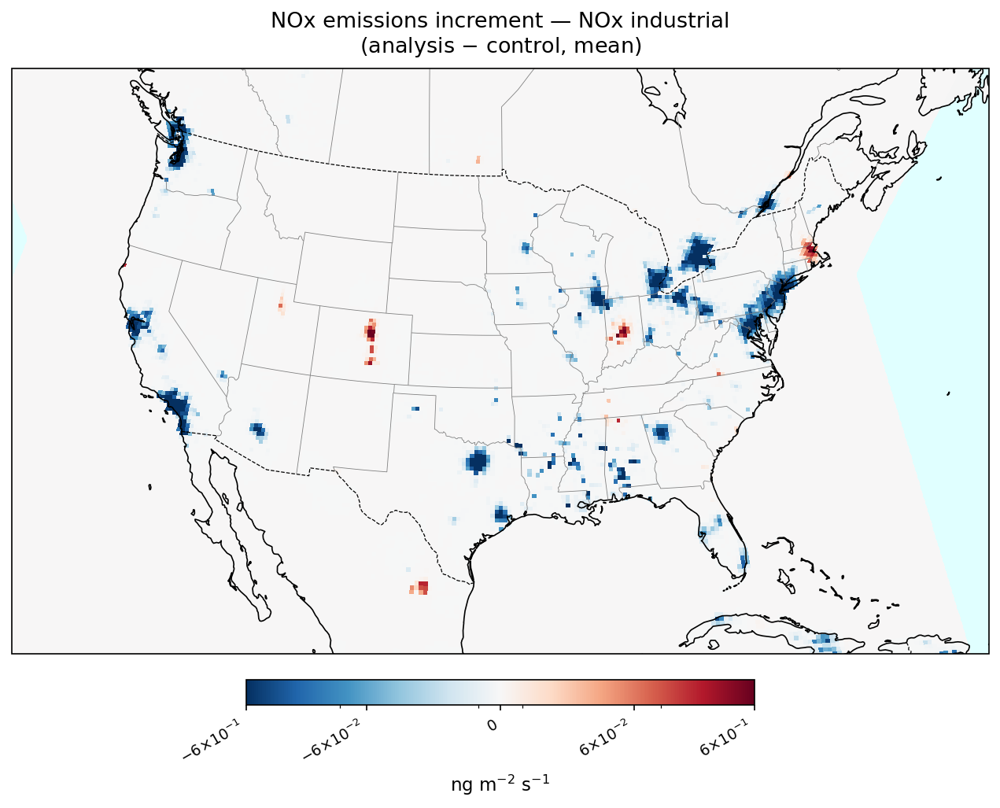 NOx emissions increment — NOx industrial
(analysis − control, mean)
−6×10⁻¹
−6×10⁻²
0
6×10⁻²
6×10⁻¹
ng m⁻² s⁻¹